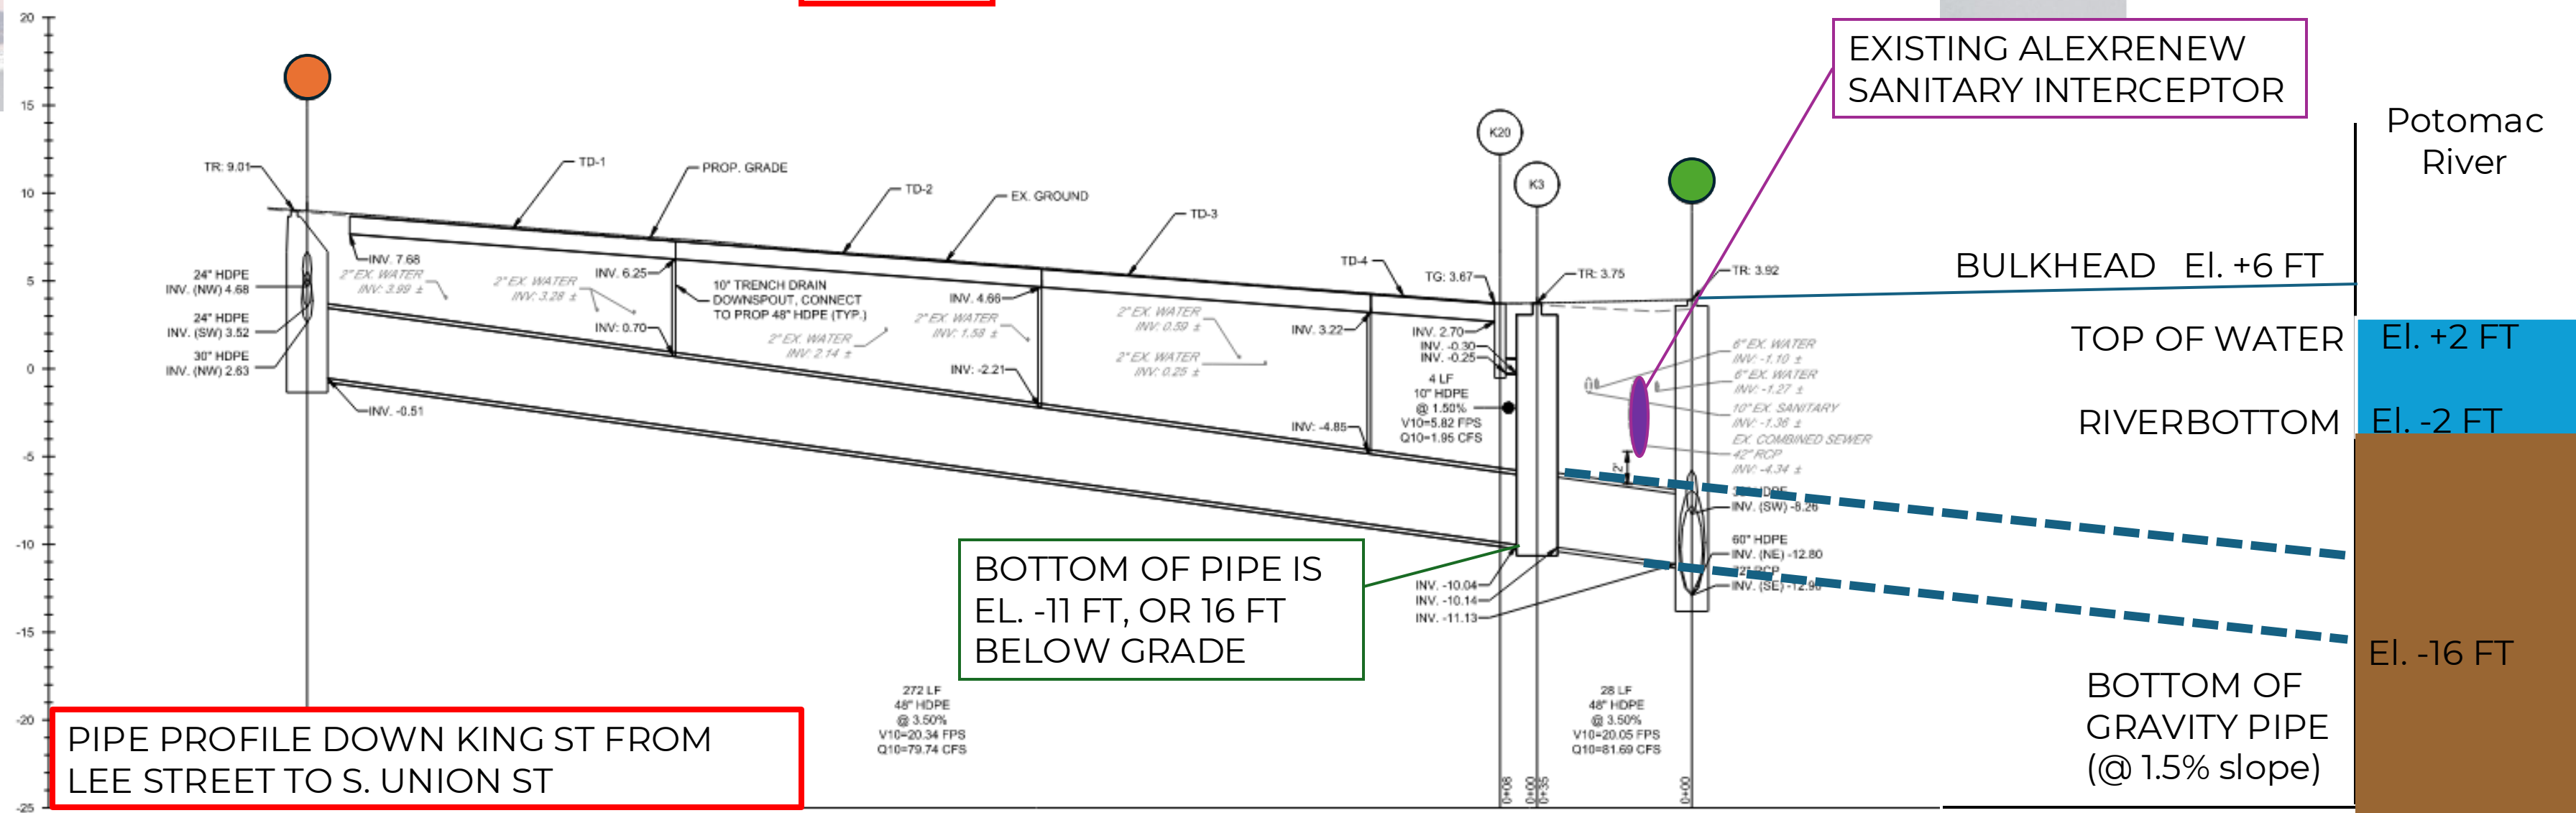 20
15
10
5
0
-5
-10
-15
-20
-25
TR: 9.01
TD-1
PROP. GRADE
TD-2
EX. GROUND
TD-3
TD-4
K20
K3
TG: 3.67
TR: 3.75
TR: 3.92
EXISTING ALEXRENEW
SANITARY INTERCEPTOR
Potomac
River
BULKHEAD El. +6 FT
TOP OF WATER El. +2 FT
RIVERBOTTOM El. -2 FT
El. -16 FT
BOTTOM OF
GRAVITY PIPE
(@ 1.5% slope)
24" HDPE
INV. (NW) 4.68
24" HDPE
INV. (SW) 3.52
30" HDPE
INV. (NW) 2.63
INV. 7.68
2" EX. WATER
INV: 3.99 ±
INV. -0.51
2" EX. WATER
INV: 3.28 ±
INV. 6.25
INV: 0.70
10" TRENCH DRAIN
DOWNSPOUT, CONNECT
TO PROP 48" HDPE (TYP.)
2" EX. WATER
INV: 2.14 ±
2" EX. WATER
INV: 1.58 ±
INV. 4.66
INV: -2.21
2" EX. WATER
INV: 0.59 ±
2" EX. WATER
INV: 0.25 ±
INV. 3.22
INV: -4.85
INV. 2.70
INV. -0.30
INV. -0.25
4 LF
10" HDPE
@ 1.50%
V10=5.82 FPS
Q10=1.95 CFS
6" EX. WATER
INV: -1.10 ±
6" EX. WATER
INV: -1.27 ±
10" EX. SANITARY
INV: -1.36 ±
EX. COMBINED SEWER
42" RCP
INV: -4.34 ±
2'
HDPE
INV. (SW) -8.26
60" HDPE
INV. (NE) -12.80
72" RCP
INV. (SE) -12.90
INV. -10.04
INV. -10.14
INV. -11.13
BOTTOM OF PIPE IS
EL. -11 FT, OR 16 FT
BELOW GRADE
272 LF
48" HDPE
@ 3.50%
V10=20.34 FPS
Q10=79.74 CFS
28 LF
48" HDPE
@ 3.50%
V10=20.05 FPS
Q10=81.69 CFS
0+08
0+00
0+35
0+00
PIPE PROFILE DOWN KING ST FROM
LEE STREET TO S. UNION ST